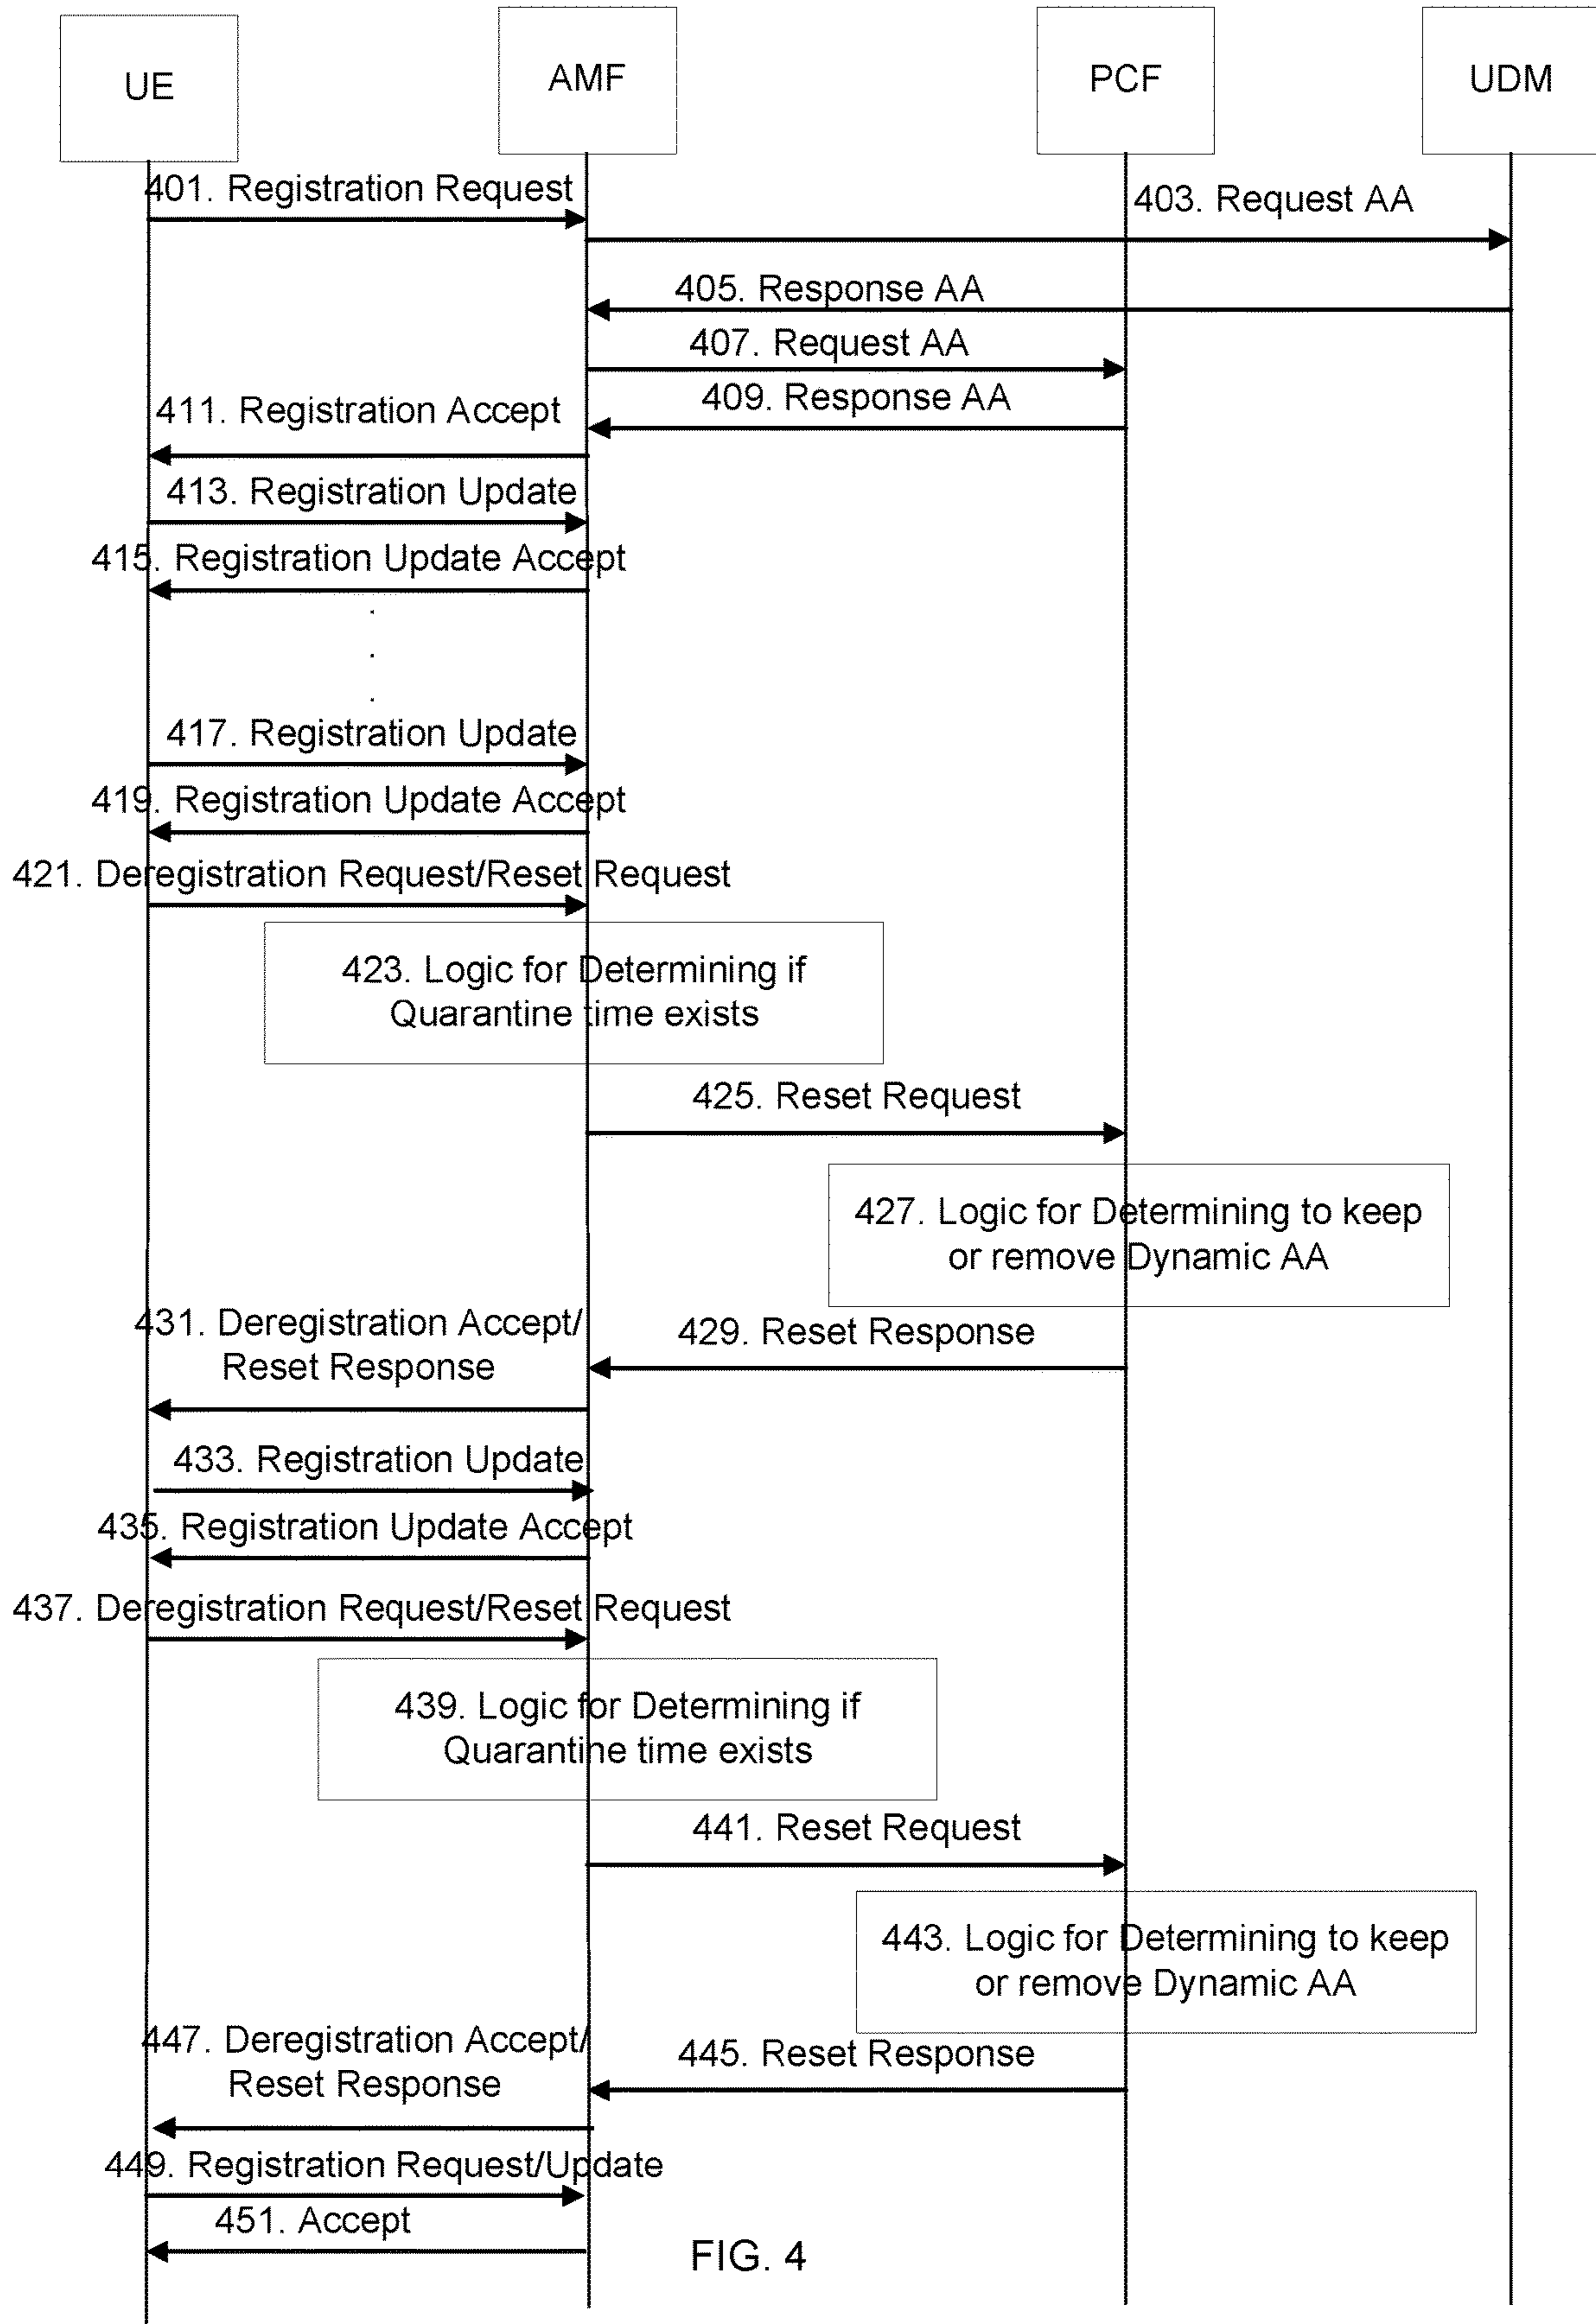 UE
AMF
PCF
UDM
401. Registration Request
403. Request AA
405. Response AA
407. Request AA
409. Response AA
411. Registration Accept
413. Registration Update
415. Registration Update Accept
417. Registration Update
419. Registration Update Accept
421. Deregistration Request/Reset Request
423. Logic for Determining if
Quarantine time exists
425. Reset Request
427. Logic for Determining to keep
or remove Dynamic AA
429. Reset Response
431. Deregistration Accept/
Reset Response
433. Registration Update
435. Registration Update Accept
437. Deregistration Request/Reset Request
439. Logic for Determining if
Quarantine time exists
441. Reset Request
443. Logic for Determining to keep
or remove Dynamic AA
445. Reset Response
447. Deregistration Accept/
Reset Response
449. Registration Request/Update
451. Accept
FIG. 4